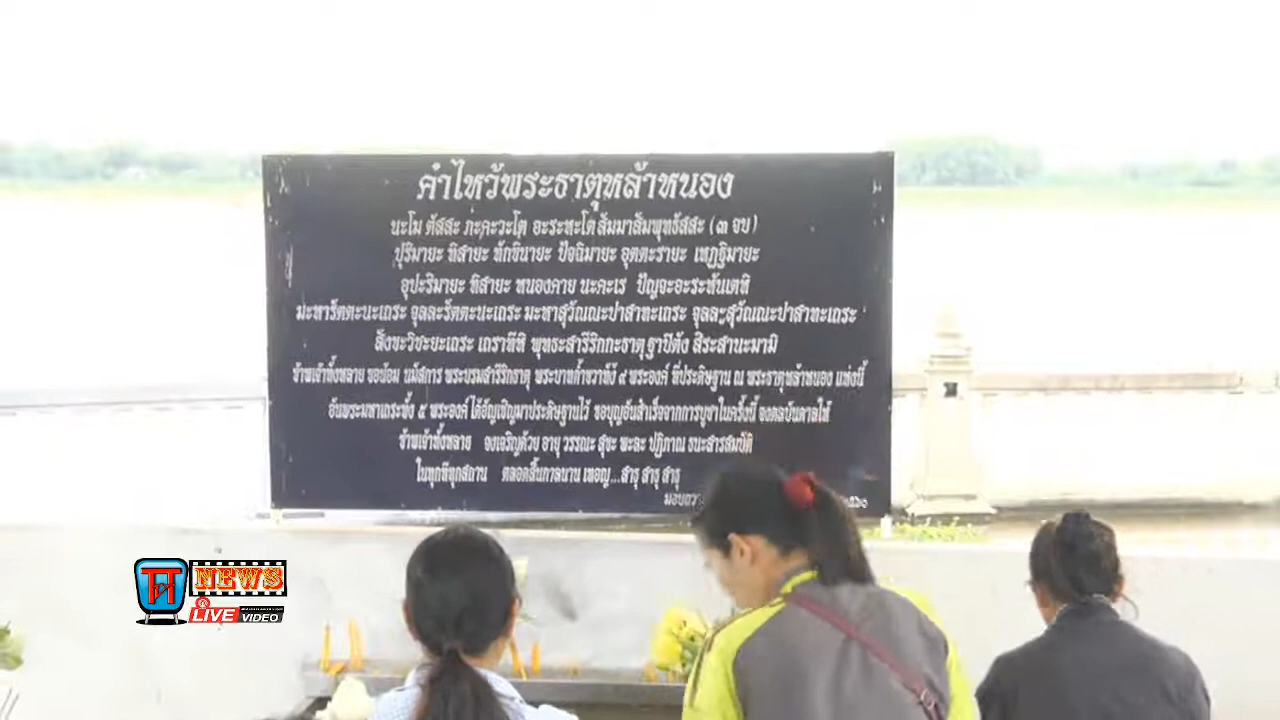 คำไหว้พระธาตุหล้าหนอง
นะโม ตัสสะ ภะคะวะโต อะระหะโต สัมมาสัมพุทธัสสะ (๓ จบ)
ปุริมายะ ทิสายะ ทักขินายะ ปัจฉิมายะ อุตตะรายะ เหฏฐิมายะ
อุปะริมายะ ทิสายะ หนองคาย นะคะเร ปัญจะอะระหันเตหิ
มะหารัตตะนะเถระ จุลละรัตตะนะเถระ มะหาสุวัณณะปาสาทะเถระ จุลละสุวัณณะปาสาทะเถระ
สังขะวิชะยะเถระ เถราทีหิ พุทธะสารีริกกะธาตุ ฐาปิตัง สิระสานะมามิ
ข้าพเจ้าทั้งหลาย ขอน้อม นมัสการ พระบรมสารีริกธาตุ พระบาทก้ำขวาทัง ๙ พระองค์ ที่ประดิษฐาน ณ พระธาตุหล้าหนอง แห่งนี้
อันพระมหาเถระทั้ง ๕ พระองค์ ได้อัญเชิญมาประดิษฐานไว้ ขอบุญอันสำเร็จจากการบูชาในครั้งนี้ จงดลบันดาลให้
ข้าพเจ้าทั้งหลาย จงเจริญด้วย อายุ วรรณะ สุขะ พะละ ปฏิภาณ ธนะสารสมบัติ
ในทุกที่ทุกสถาน ตลอดสิ้นกาลนาน เทอญ...สาธุ สาธุ สาธุ
NEWS
LIVE VIDEO